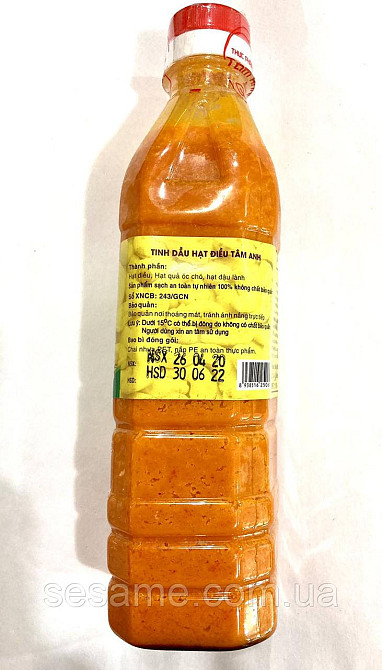 THỰC
TINH DẦU HẠT ĐIỀU TÂM ANH
Thành phần:
Hạt điều, Hạt quả óc chó, hạt đậu lành
Sản phẩm sạch an toàn tự nhiên 100% không chất bảo quản
Số XNCB: 243/GCN
Bảo quản:
Bảo quản nơi thoáng mát, tránh ánh nắng trực tiếp
Lưu ý: Dưới 15°C có thể bị đông do không có chất bảo quản
Người dùng xin an tâm sử dụng
Bao bì đóng gói:
Chai nhựa PET, nắp PE an toàn thực phẩm.
NSX: NSX 26 04 20
HSD: HSD 30 06 22
sesame.com.ua